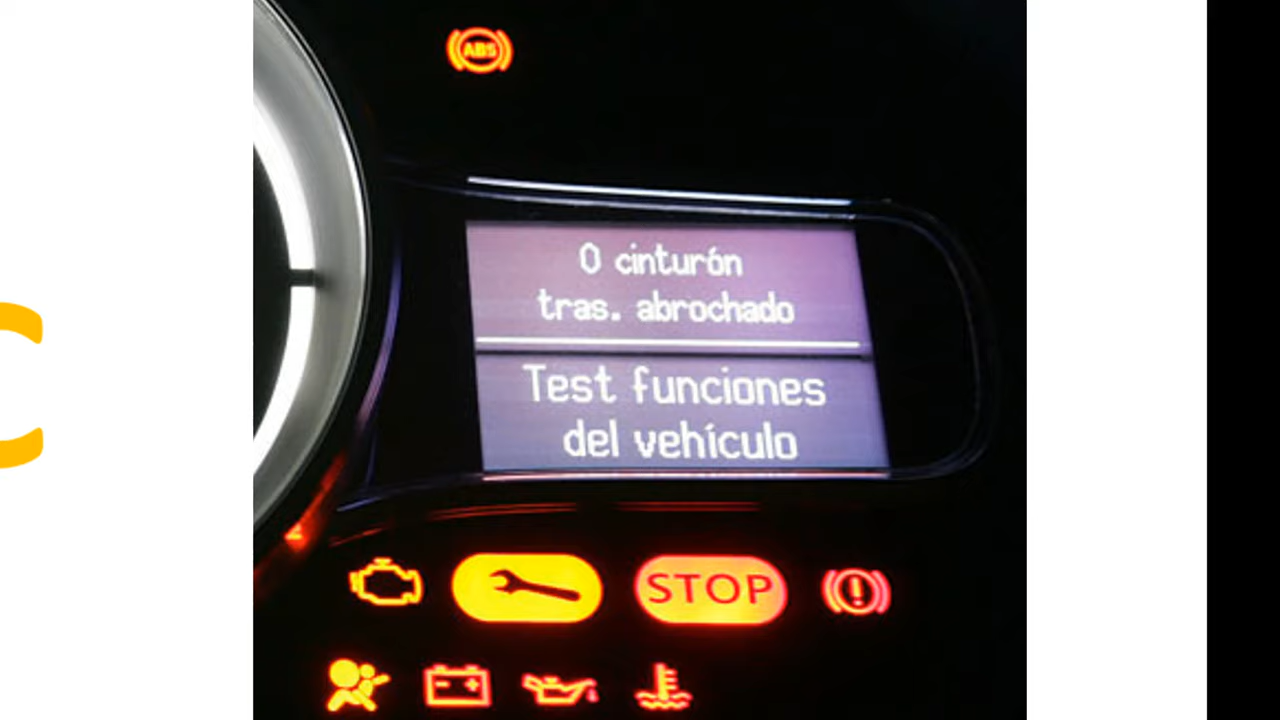 ABS
0 cinturón
tras. abrochado
Test funciones
del vehículo
STOP